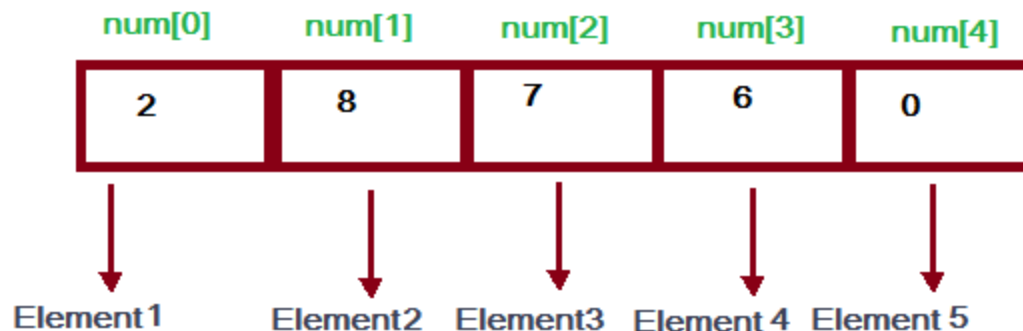 num[0] num[1] num[2] num[3] num[4]
2 8 7 6 0
Element1 Element2 Element3 Element 4 Element 5